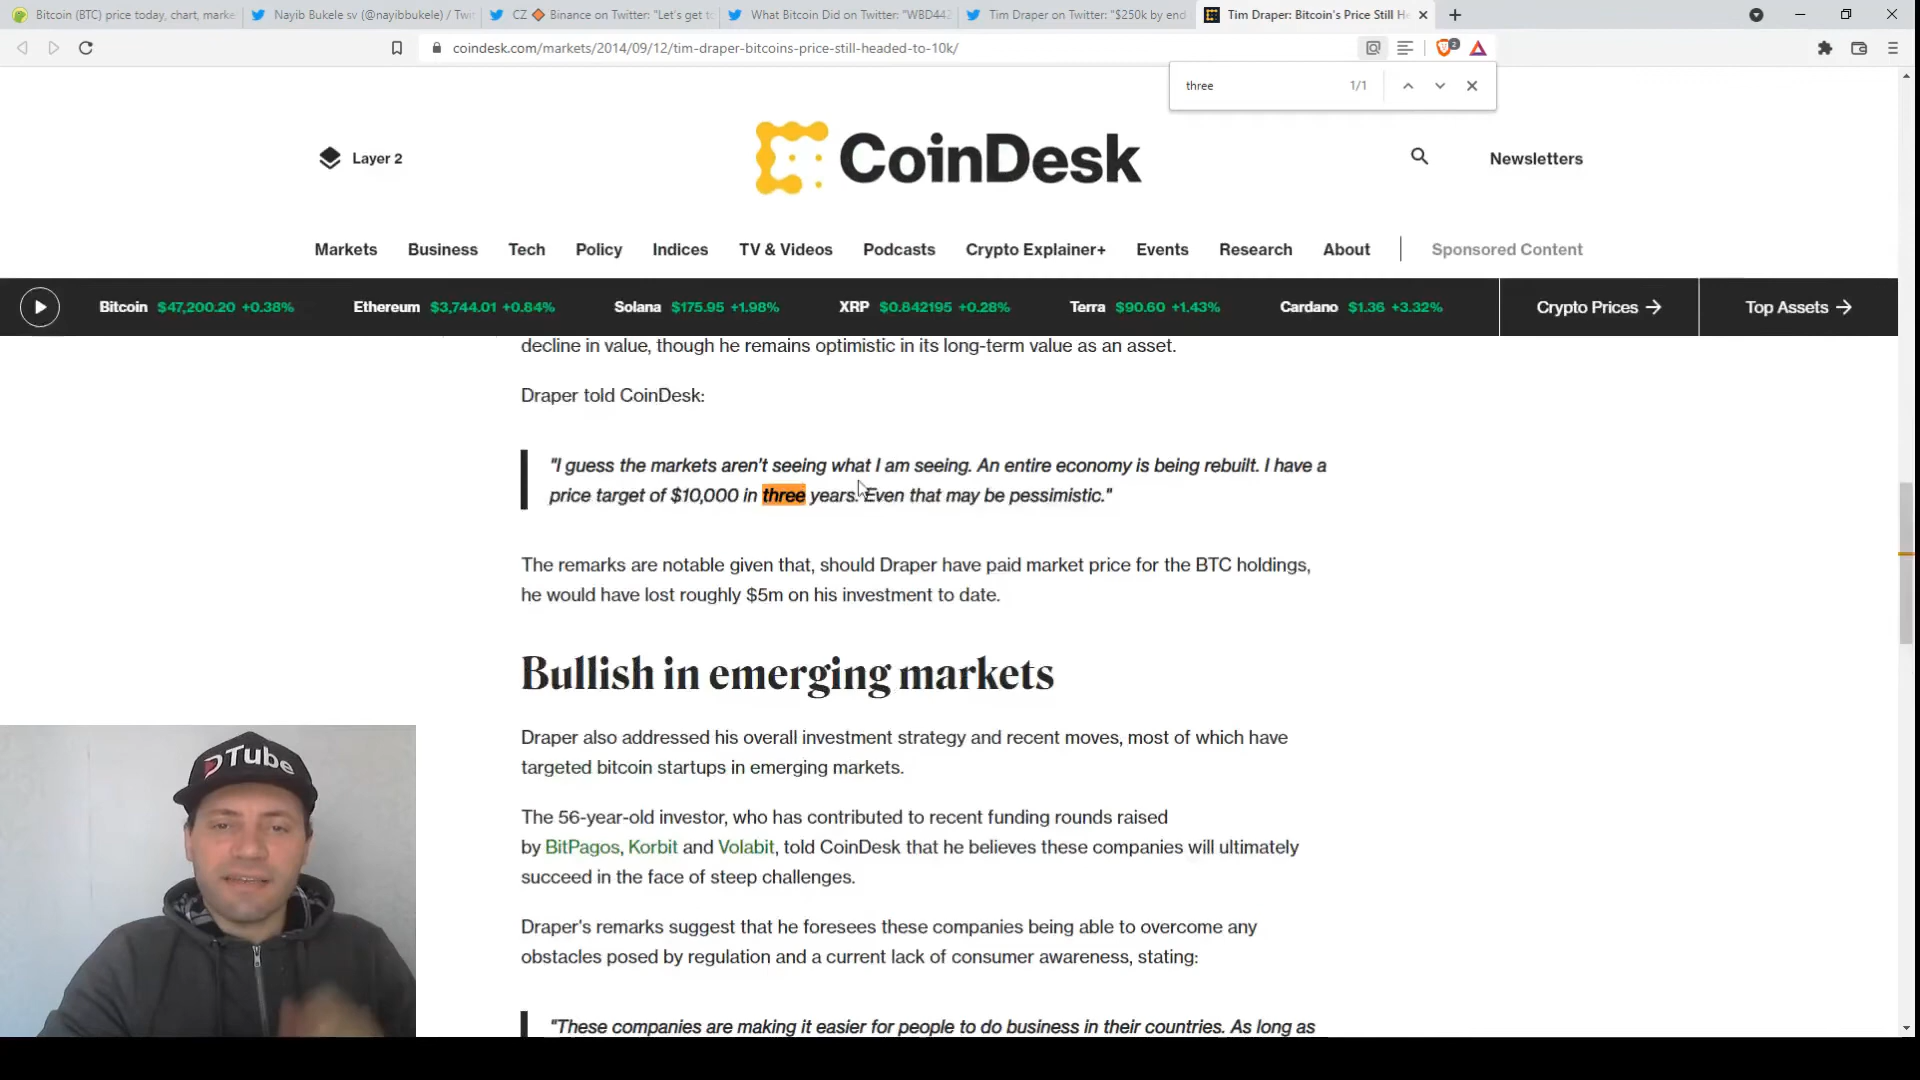 Bitcoin (BTC) price today, chart, marke
Nayib Bukele sv (@nayibbukele) / Twi
CZ 🔶 Binance on Twitter: "Let's get t
What Bitcoin Did on Twitter: "WBD442
Tim Draper on Twitter: "$250k by end
Tim Draper: Bitcoin's Price Still He
coindesk.com/markets/2014/09/12/tim-draper-bitcoins-price-still-headed-to-10k/
2
three 1/1
Layer 2
CoinDesk
Newsletters
Markets Business Tech Policy Indices TV & Videos Podcasts Crypto Explainer+ Events Research About Sponsored Content
Bitcoin $47,200.20 +0.38% Ethereum $3,744.01 +0.84% Solana $175.95 +1.98% XRP $0.842195 +0.28% Terra $90.60 +1.43% Cardano $1.36 +3.32% Crypto Prices → Top Assets →
decline in value, though he remains optimistic in its long-term value as an asset.
Draper told CoinDesk:
"I guess the markets aren't seeing what I am seeing. An entire economy is being rebuilt. I have a
price target of $10,000 in three years. Even that may be pessimistic."
The remarks are notable given that, should Draper have paid market price for the BTC holdings,
he would have lost roughly $5m on his investment to date.
Bullish in emerging markets
Draper also addressed his overall investment strategy and recent moves, most of which have
targeted bitcoin startups in emerging markets.
The 56-year-old investor, who has contributed to recent funding rounds raised
by BitPagos, Korbit and Volabit, told CoinDesk that he believes these companies will ultimately
succeed in the face of steep challenges.
Draper's remarks suggest that he foresees these companies being able to overcome any
obstacles posed by regulation and a current lack of consumer awareness, stating:
"These companies are making it easier for people to do business in their countries. As long as
DTube